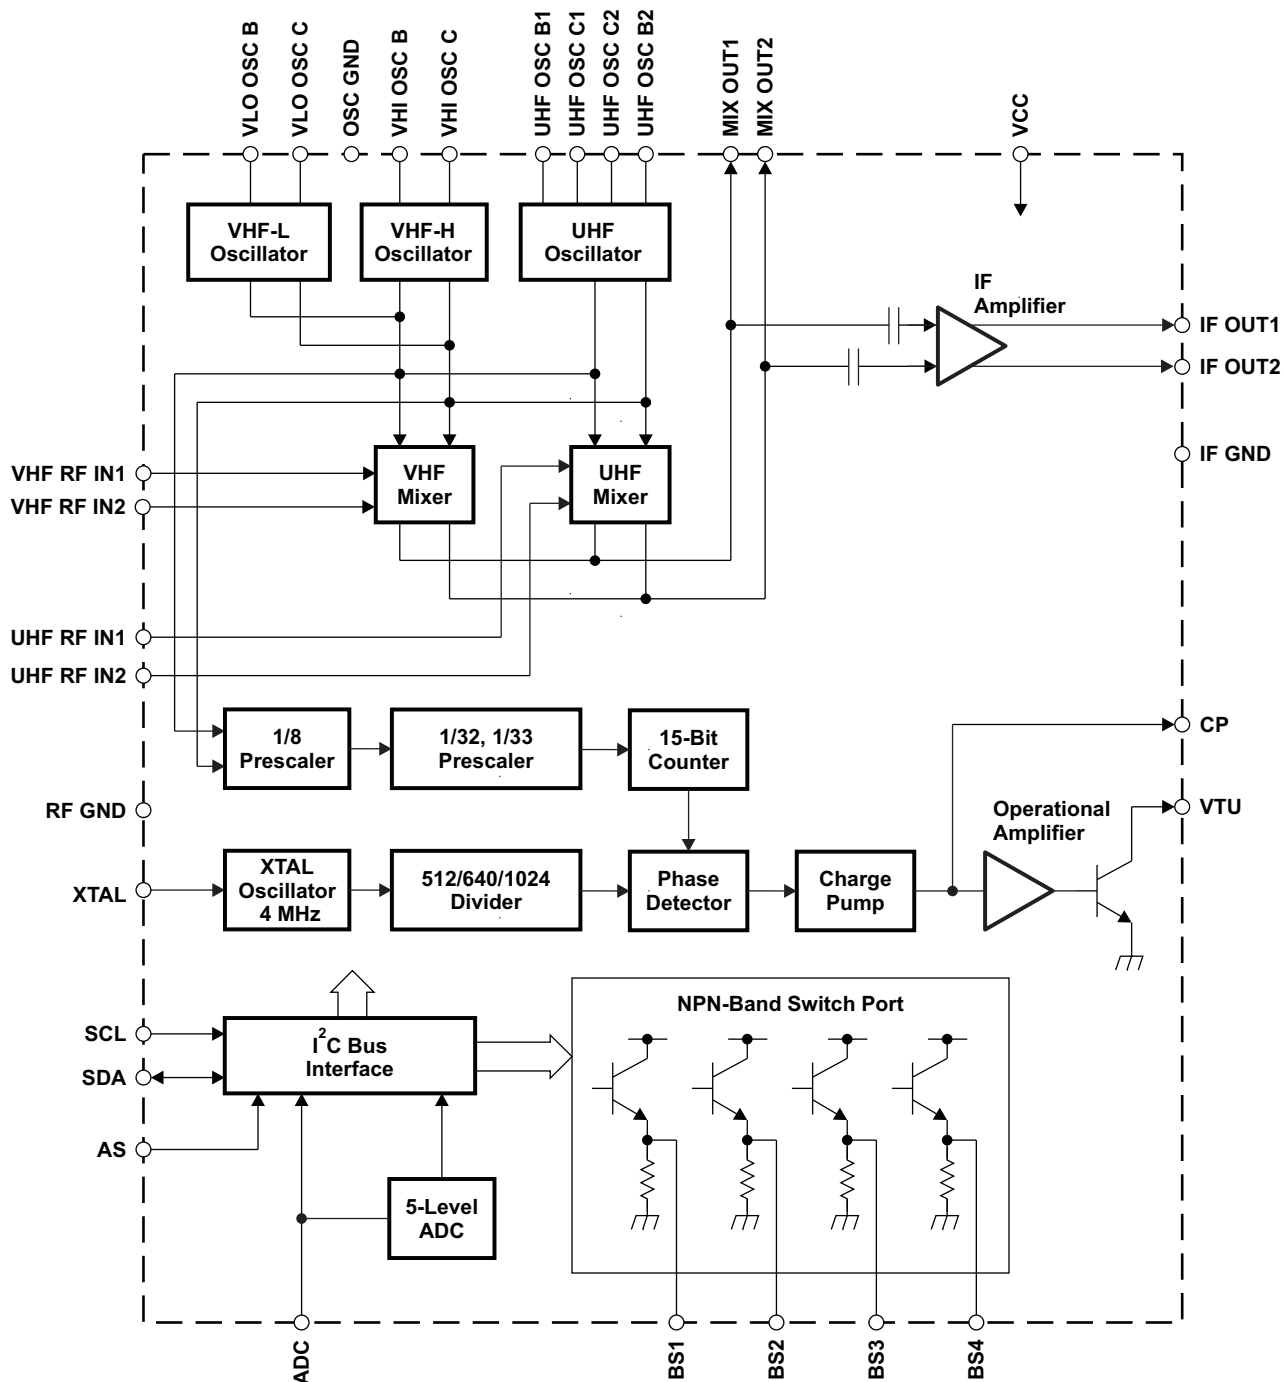 VLO OSC B
VLO OSC C
OSC GND
VHI OSC B
VHI OSC C
UHF OSC B1
UHF OSC C1
UHF OSC C2
UHF OSC B2
MIX OUT1
MIX OUT2
VCC
VHF-L
Oscillator
VHF-H
Oscillator
UHF
Oscillator
IF
Amplifier
IF OUT1
IF OUT2
IF GND
VHF RF IN1
VHF RF IN2
VHF
Mixer
UHF
Mixer
UHF RF IN1
UHF RF IN2
1/8
Prescaler
1/32, 1/33
Prescaler
15-Bit
Counter
CP
RF GND
VTU
Operational
Amplifier
XTAL
XTAL
Oscillator
4 MHz
512/640/1024
Divider
Phase
Detector
Charge
Pump
NPN-Band Switch Port
SCL
SDA
I²C Bus
Interface
AS
5-Level
ADC
ADC
BS1
BS2
BS3
BS4